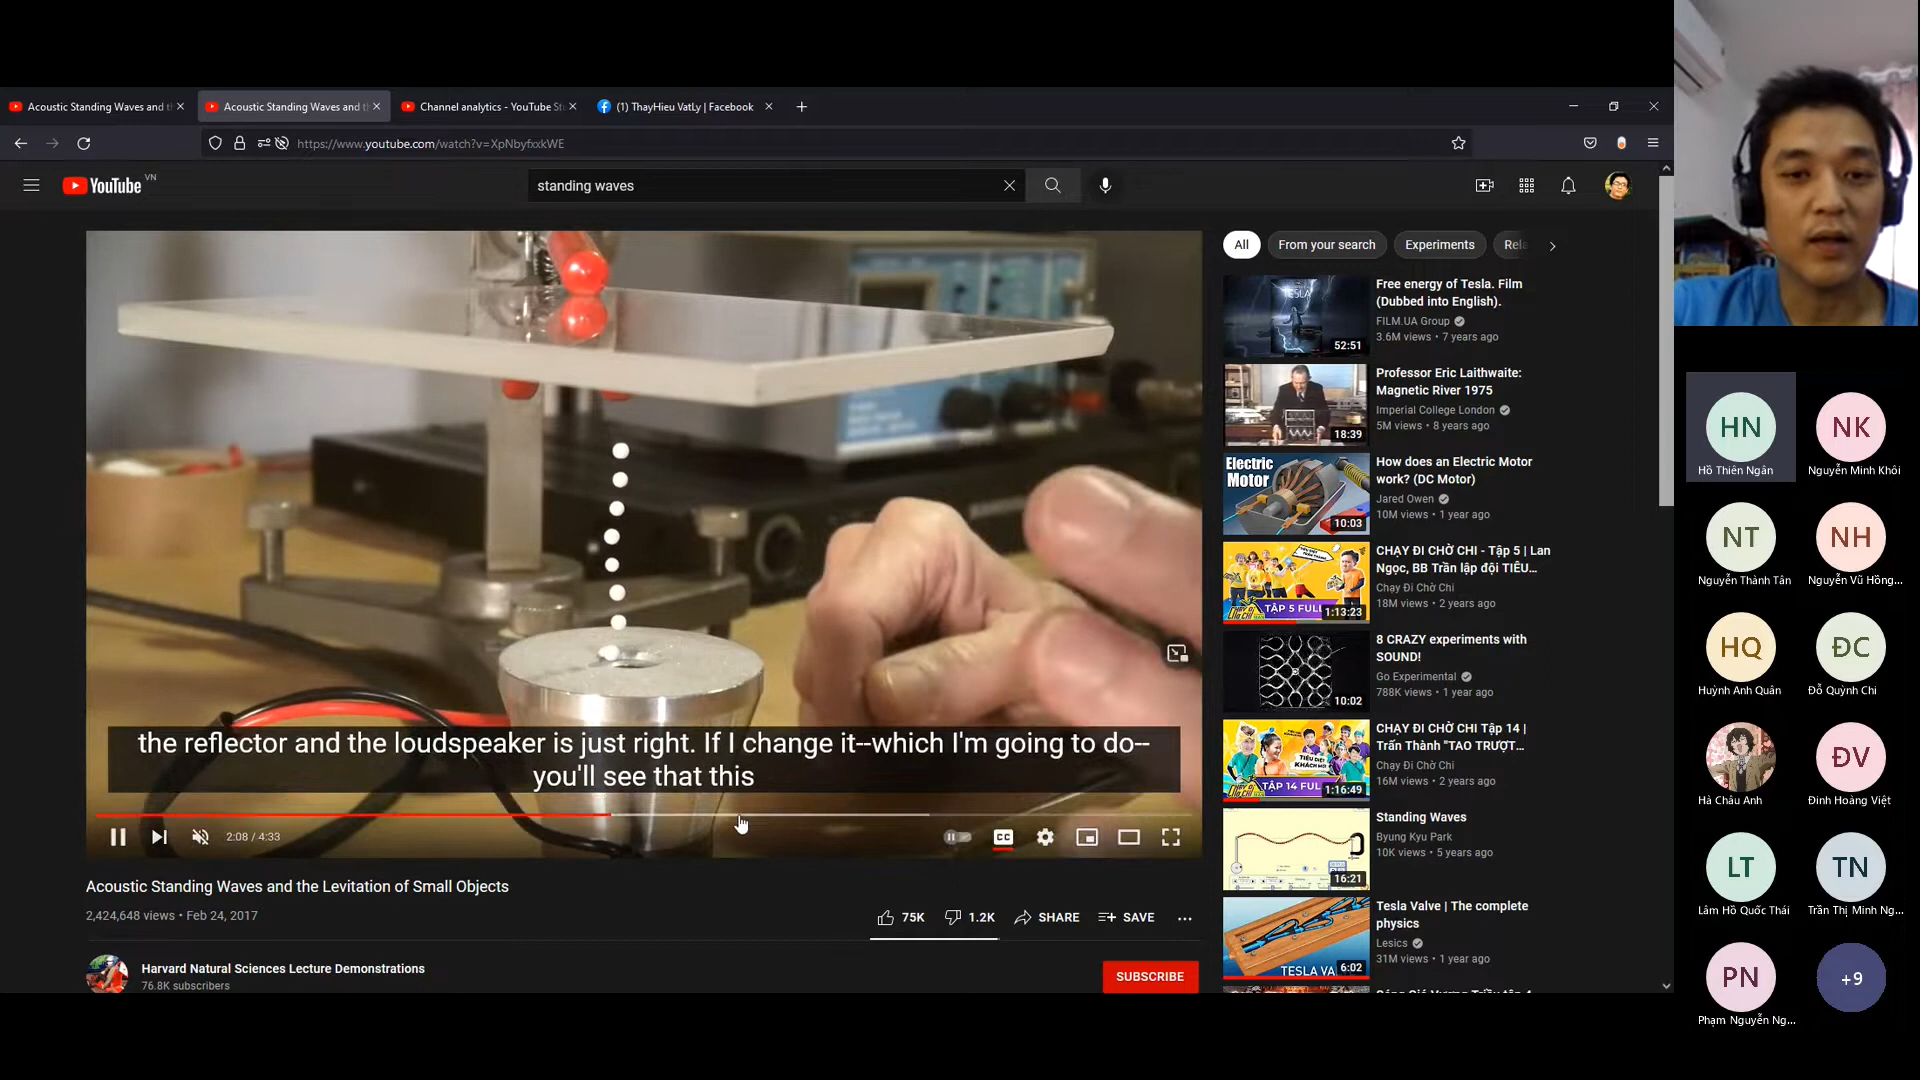 Acoustic Standing Waves and t
Acoustic Standing Waves and th
Channel analytics - YouTube St
(1) ThayHieu VatLy | Facebook
https://www.youtube.com/watch?v=XpNbyfxxkWE
YouTube VN
standing waves
All
From your search
Experiments
Rela
TESLA
52:51
Free energy of Tesla. Film
(Dubbed into English).
FILM.UA Group
3.6M views • 7 years ago
18:39
Professor Eric Laithwaite:
Magnetic River 1975
Imperial College London
5M views • 8 years ago
Electric
Motor
10:03
How does an Electric Motor
work? (DC Motor)
Jared Owen
10M views • 1 year ago
TẬP 5 FULL
1:13:23
CHẠY ĐI CHỜ CHI - Tập 5 | Lan
Ngọc, BB Trần lập đội TIÊU...
Chạy Đi Chờ Chi
18M views • 2 years ago
10:02
8 CRAZY experiments with
SOUND!
Go Experimental
788K views • 1 year ago
TẬP 14 FUL
1:16:49
CHẠY ĐI CHỜ CHI Tập 14 |
Trấn Thành "TAO TRƯỢT...
Chạy Đi Chờ Chi
16M views • 2 years ago
16:21
Standing Waves
Byung Kyu Park
10K views • 5 years ago
TESLA VA
6:02
Tesla Valve | The complete
physics
Lesics
31M views • 1 year ago
the reflector and the loudspeaker is just right. If I change it--which I'm going to do--
you'll see that this
2:08 / 4:33
CC
Acoustic Standing Waves and the Levitation of Small Objects
2,424,648 views • Feb 24, 2017
75K
1.2K
SHARE
SAVE
Harvard Natural Sciences Lecture Demonstrations
76.8K subscribers
SUBSCRIBE
HN
Hồ Thiên Ngân
NK
Nguyễn Minh Khôi
NT
Nguyễn Thành Tân
NH
Nguyễn Vũ Hồng...
HQ
Huỳnh Anh Quân
ĐC
Đỗ Quỳnh Chi
Hà Châu Anh
ĐV
Đinh Hoàng Việt
LT
Lâm Hồ Quốc Thái
TN
Trần Thị Minh Ng...
PN
Phạm Nguyễn Ng...
+9